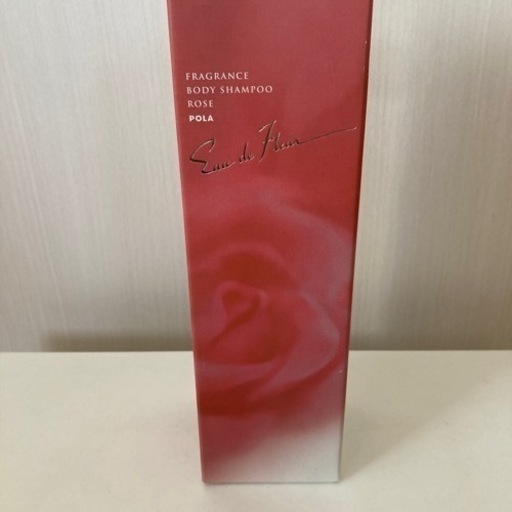 FRAGRANCE
BODY SHAMPOO
ROSE
POLA
Eau de Fleur